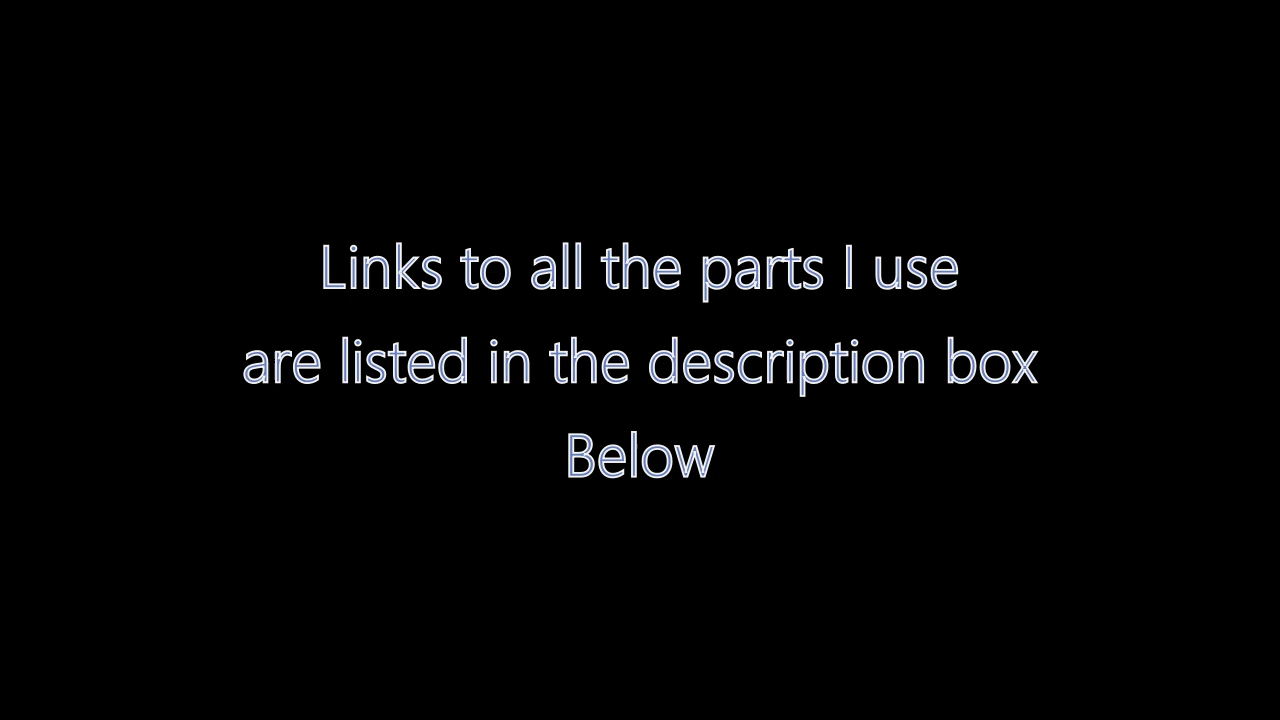 Links to all the parts I use
are listed in the description box
Below